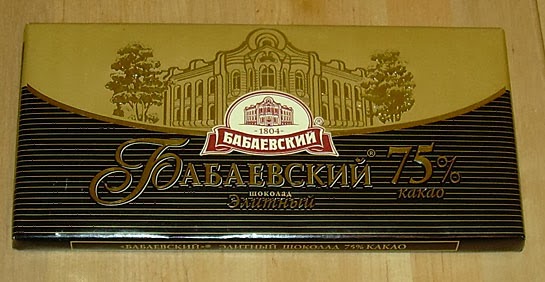 - 1804 -
БАБАЕВСКИЙ
БАБАЕВСКИЙ® 75%
шоколад какао
Элитный
«БАБАЕВСКИЙ»® ЭЛИТНЫЙ ШОКОЛАД 75% КАКАО